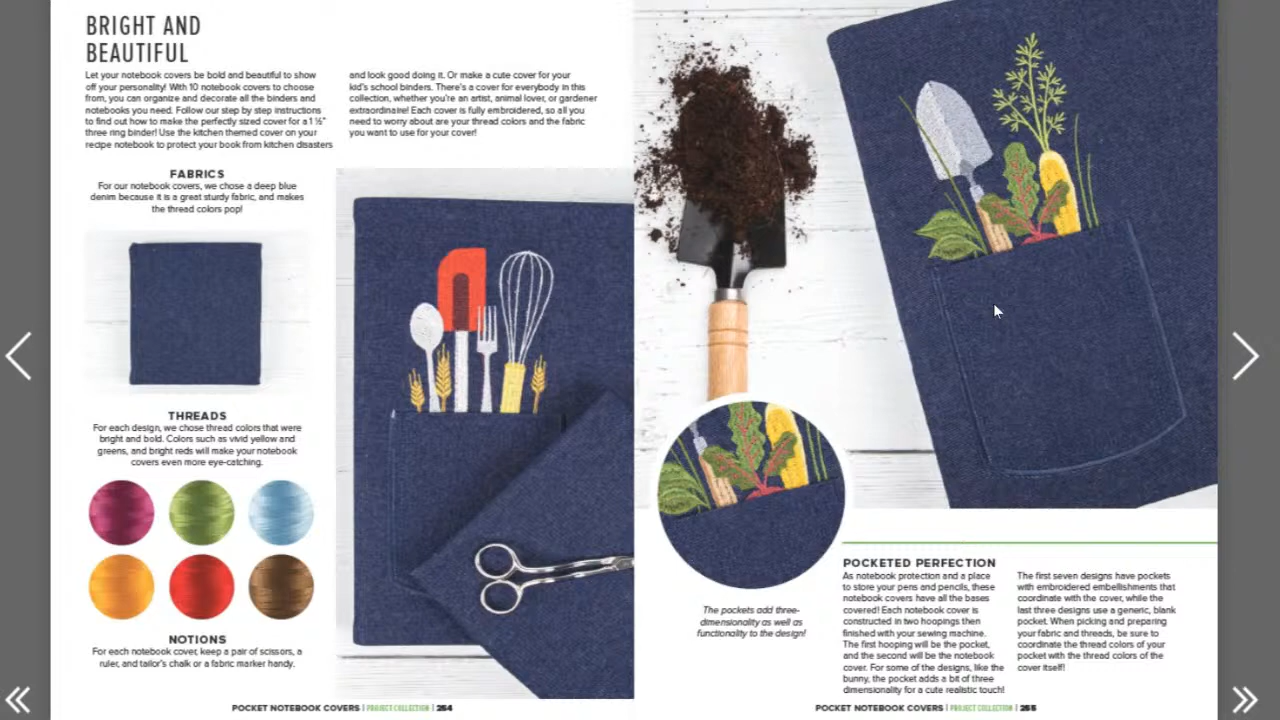 BRIGHT AND
BEAUTIFUL
Let your notebook covers be bold and beautiful to show
off your personality! With 10 notebook covers to choose
from, you can organize and decorate all the binders and
notebooks you need. Follow our step by step instructions
to find out how to make the perfectly sized cover for a 1 ½"
three ring binder! Use the kitchen themed cover on your
recipe notebook to protect your book from kitchen disasters
and look good doing it. Or make a cute cover for your
kid's school binders. There's a cover for everybody in this
collection, whether you're an artist, animal lover, or gardener
extraordinaire! Each cover is fully embroidered, so all you
need to worry about are your thread colors and the fabric
you want to use for your cover!
FABRICS
For our notebook covers, we chose a deep blue
denim because it is a great sturdy fabric, and makes
the thread colors pop!
THREADS
For each design, we chose thread colors that were
bright and bold. Colors such as vivid yellow and
greens, and bright reds will make your notebook
covers even more eye-catching.
NOTIONS
For each notebook cover, keep a pair of scissors, a
ruler, and tailor's chalk or a fabric marker handy.
POCKET NOTEBOOK COVERS | PROJECT COLLECTION | 254
The pockets add three-
dimensionality as well as
functionality to the design!
POCKETED PERFECTION
As notebook protection and a place
to store your pens and pencils, these
notebook covers have all the bases
covered! Each notebook cover is
constructed in two hoopings then
finished with your sewing machine.
The first hooping will be the pocket,
and the second will be the notebook
cover. For some of the designs, like the
bunny, the pocket adds a bit of three
dimensionality for a cute realistic touch!
The first seven designs have pockets
with embroidered embellishments that
coordinate with the cover, while the
last three designs use a generic, blank
pocket. When picking and preparing
your fabric and threads, be sure to
coordinate the thread colors of your
pocket with the thread colors of the
cover itself!
POCKET NOTEBOOK COVERS | PROJECT COLLECTION | 255